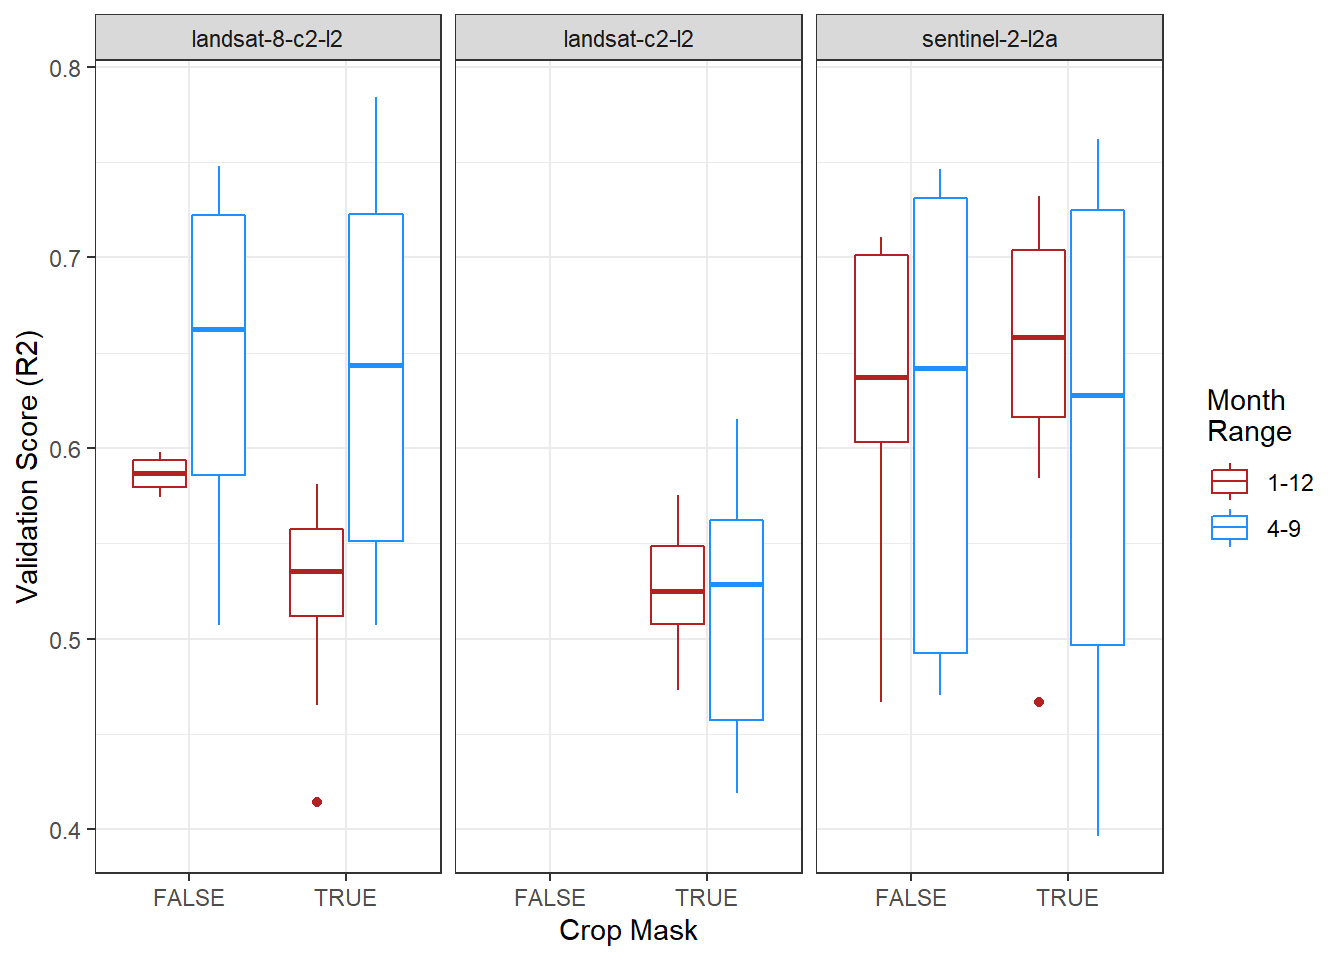 landsat-8-c2-l2
landsat-c2-l2
sentinel-2-l2a
0.8
0.7
0.6
0.5
0.4
Validation Score (R2)
FALSE
TRUE
FALSE
TRUE
FALSE
TRUE
Crop Mask
Month
Range
1-12
4-9